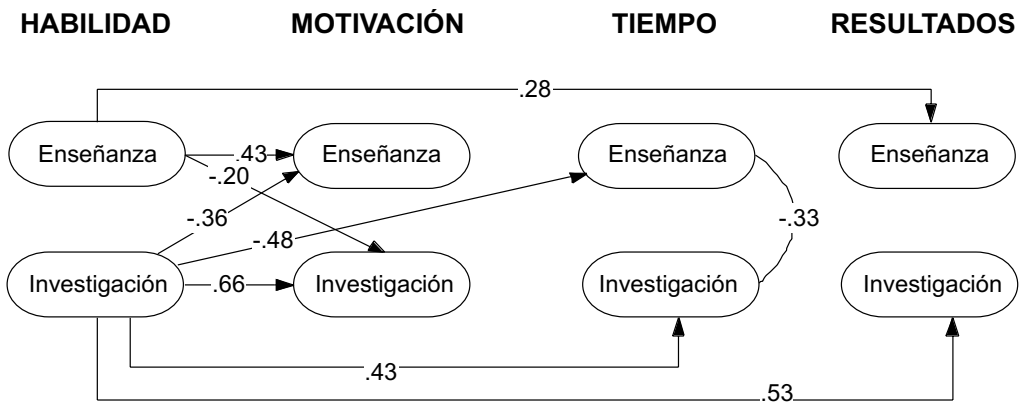 HABILIDAD MOTIVACIÓN TIEMPO RESULTADOS
.28
Enseñanza .43 Enseñanza Enseñanza Enseñanza
-.20
-.36 -.33
-.48
Investigación .66 Investigación Investigación Investigación
.43
.53